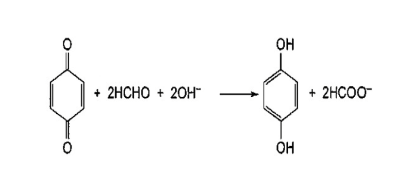 O OH
+ 2HCHO + 2OH⁻ ⟶ + 2HCOO⁻
O OH